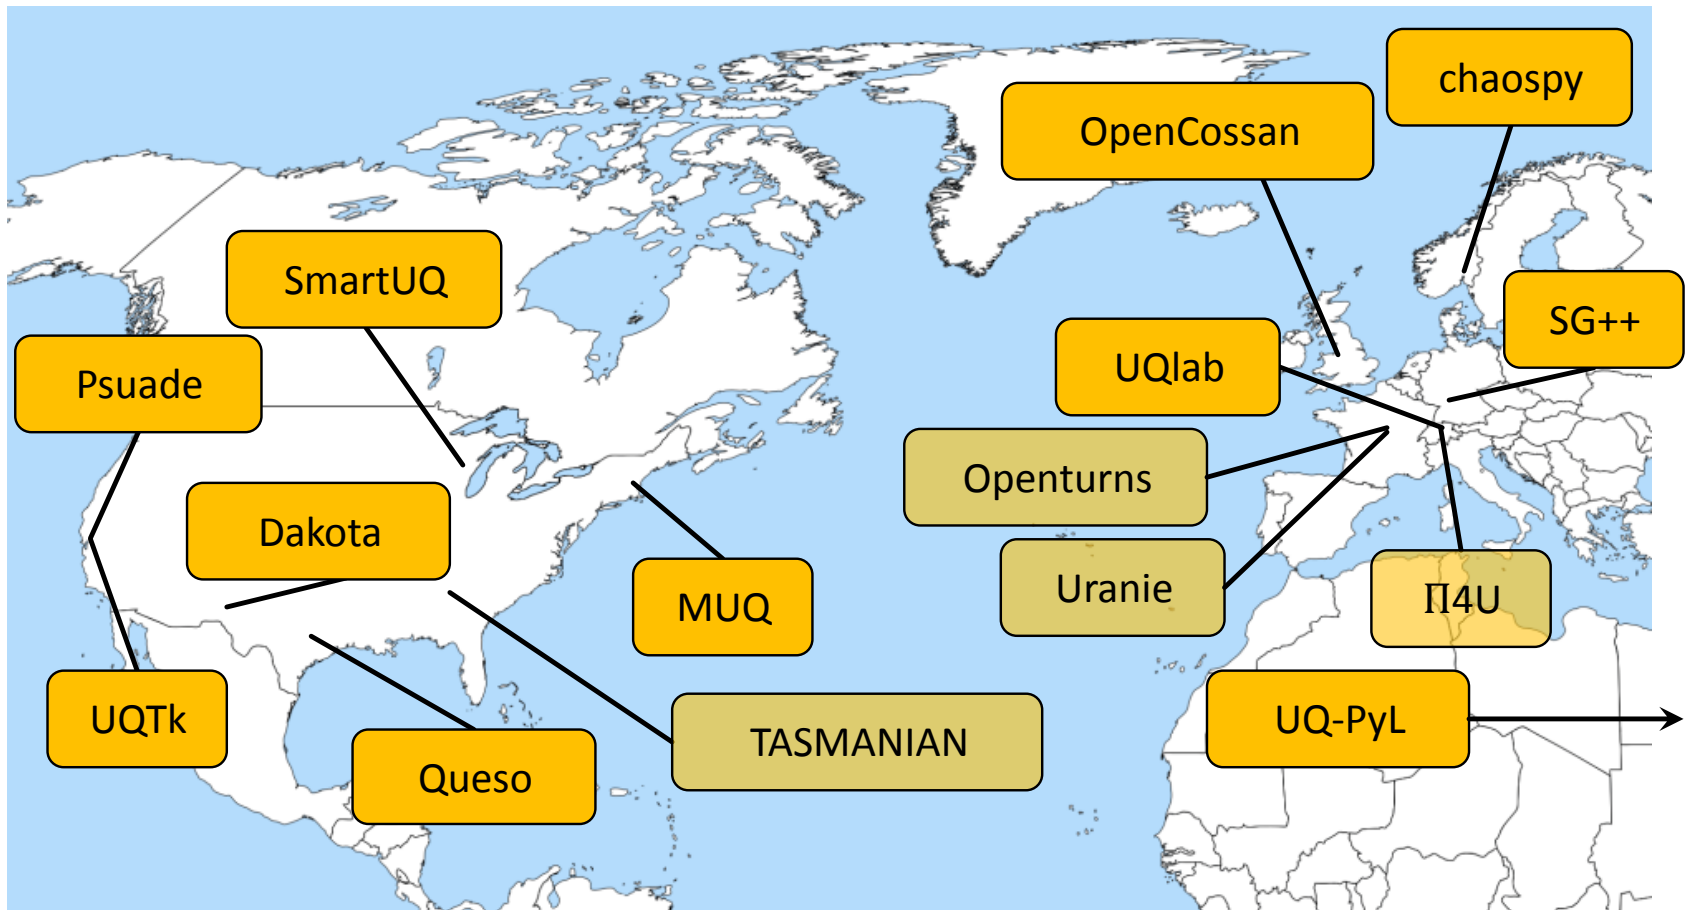 chaospy
OpenCossan
SmartUQ
SG++
UQlab
Psuade
Openturns
Dakota
Uranie
Π4U
MUQ
UQTk
UQ-PyL
TASMANIAN
Queso